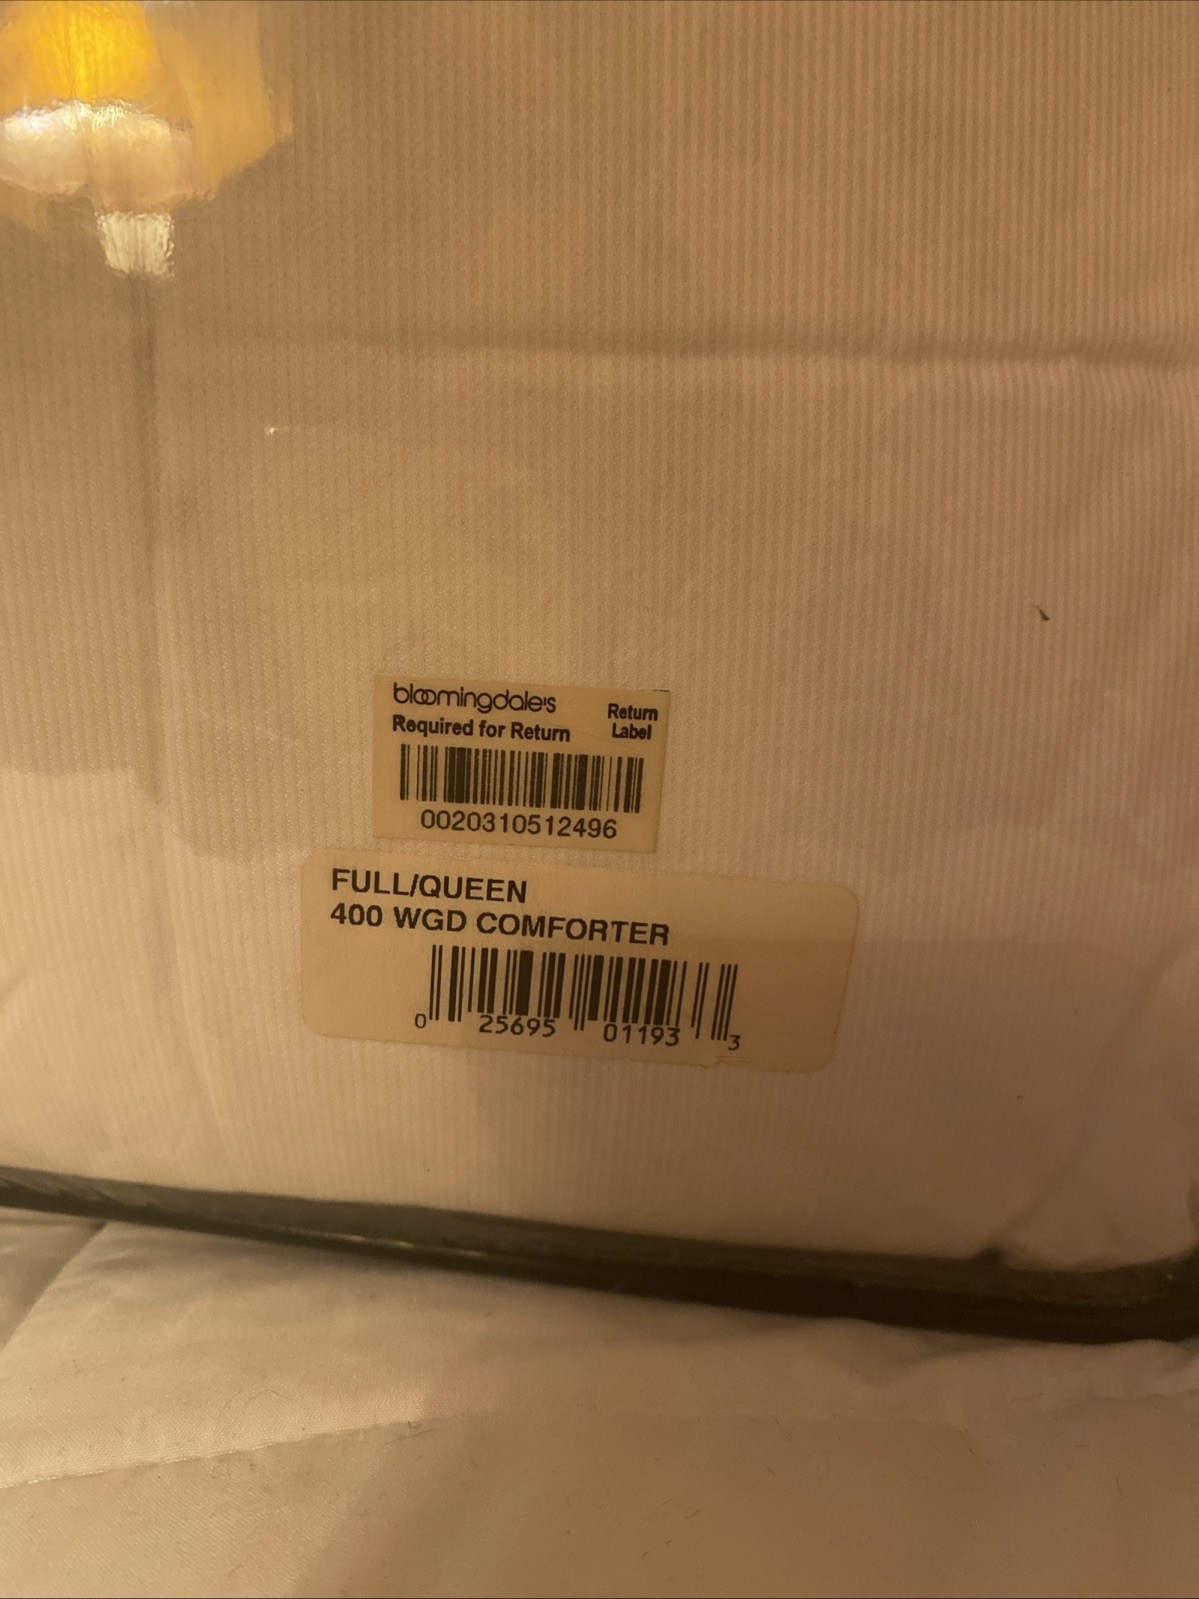 bloomingdale's
Required for Return
Return
Label
0020310512496
FULL/QUEEN
400 WGD COMFORTER
0 25695 01193 3